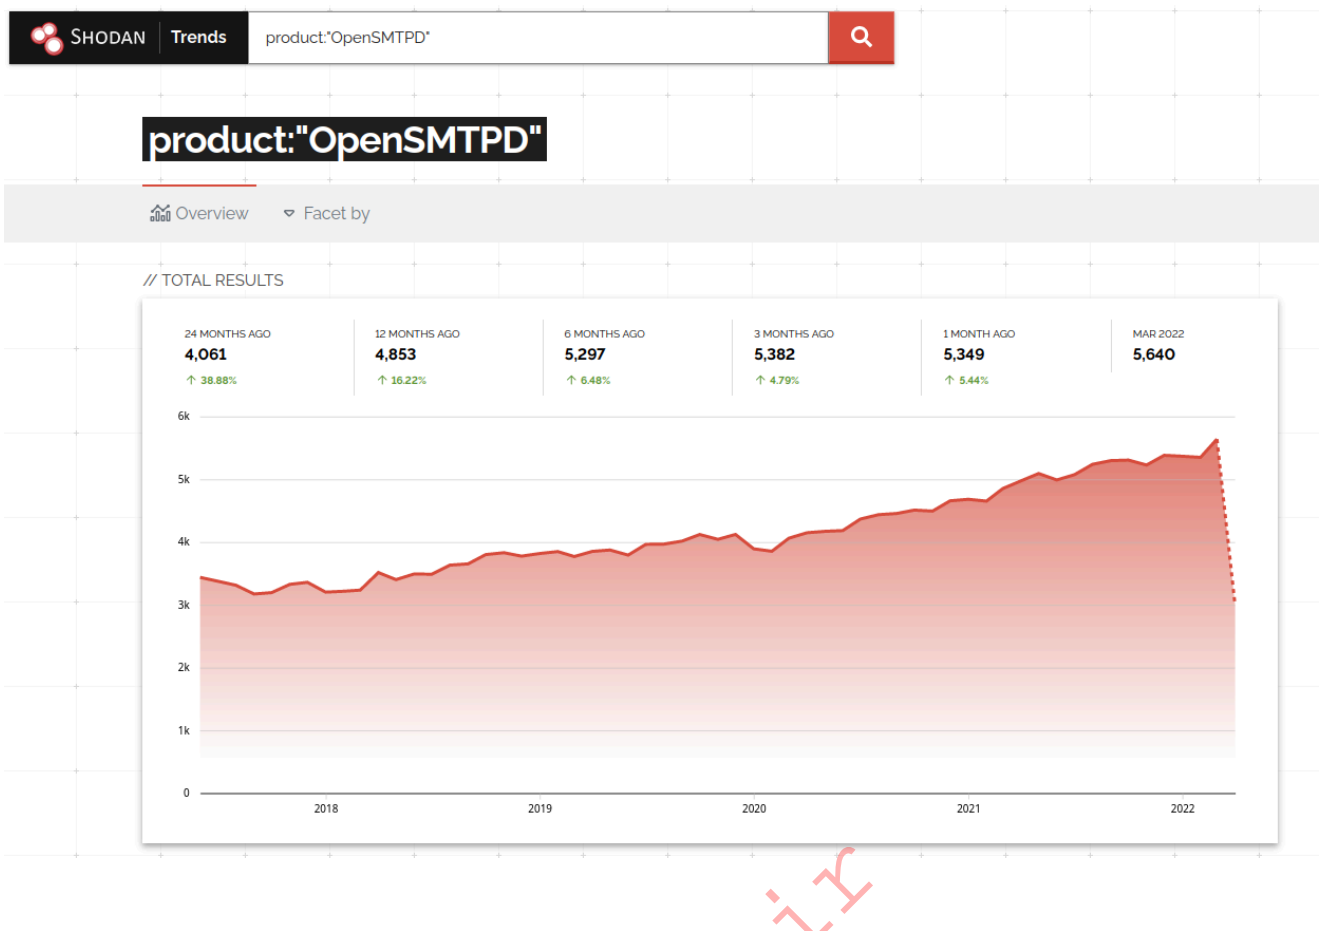 SHODAN Trends product:"OpenSMTPD"
product:"OpenSMTPD"
Overview Facet by
// TOTAL RESULTS
24 MONTHS AGO 12 MONTHS AGO 6 MONTHS AGO 3 MONTHS AGO 1 MONTH AGO MAR 2022
4,061 4,853 5,297 5,382 5,349 5,640
↑ 38.88% ↑ 16.22% ↑ 6.48% ↑ 4.79% ↑ 5.44%
6k
5k
4k
3k
2k
1k
0
2018 2019 2020 2021 2022
ir